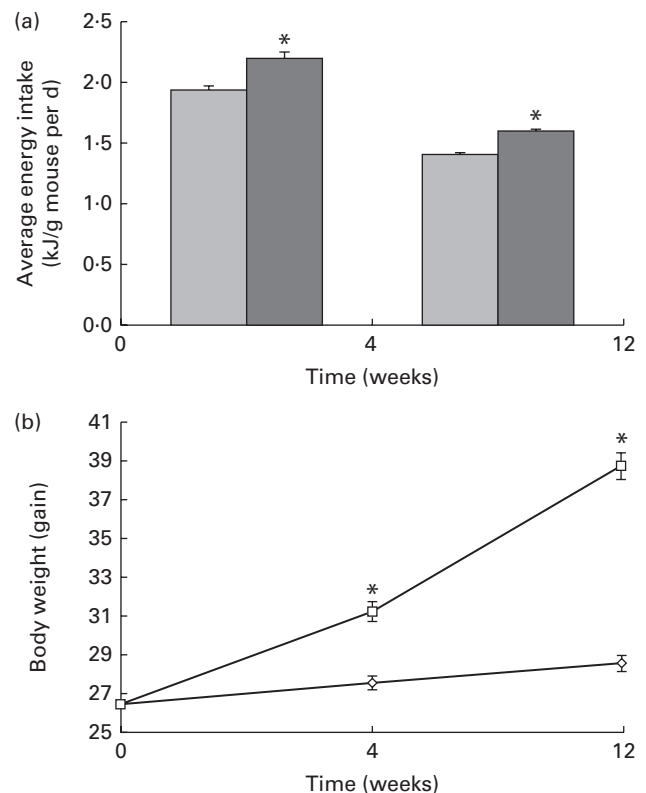 (a)
Average energy intake
(kJ/g mouse per d)
2·5
2·0
1·5
1·0
0·5
0·0
*
*
0 4 12
Time (weeks)
(b)
Body weight (gain)
41
39
37
35
33
31
29
27
25
*
*
0 4 12
Time (weeks)